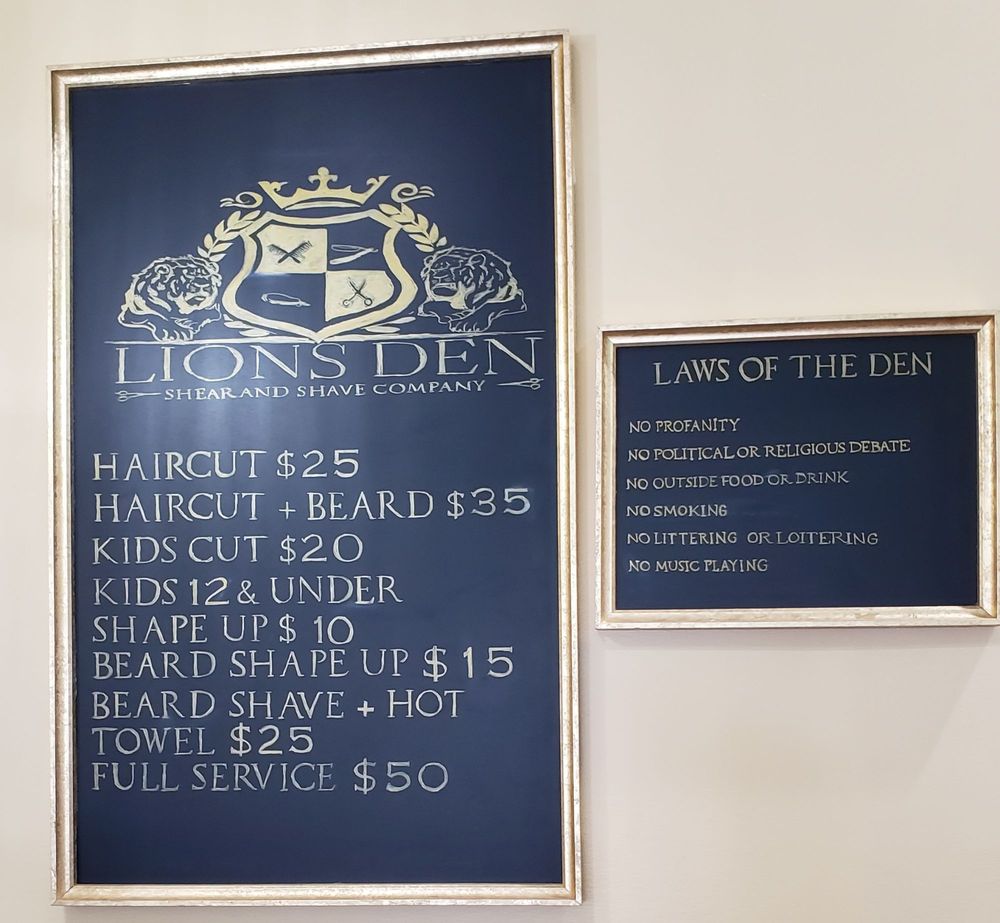 LIONS DEN
SHEAR AND SHAVE COMPANY
HAIRCUT $25
HAIRCUT + BEARD $35
KIDS CUT $20
KIDS 12 & UNDER
SHAPE UP $ 10
BEARD SHAPE UP $ 15
BEARD SHAVE + HOT
TOWEL $25
FULL SERVICE $50
LAWS OF THE DEN
NO PROFANITY
NO POLITICAL OR RELIGIOUS DEBATE
NO OUTSIDE FOOD OR DRINK
NO SMOKING
NO LITTERING OR LOITERING
NO MUSIC PLAYING